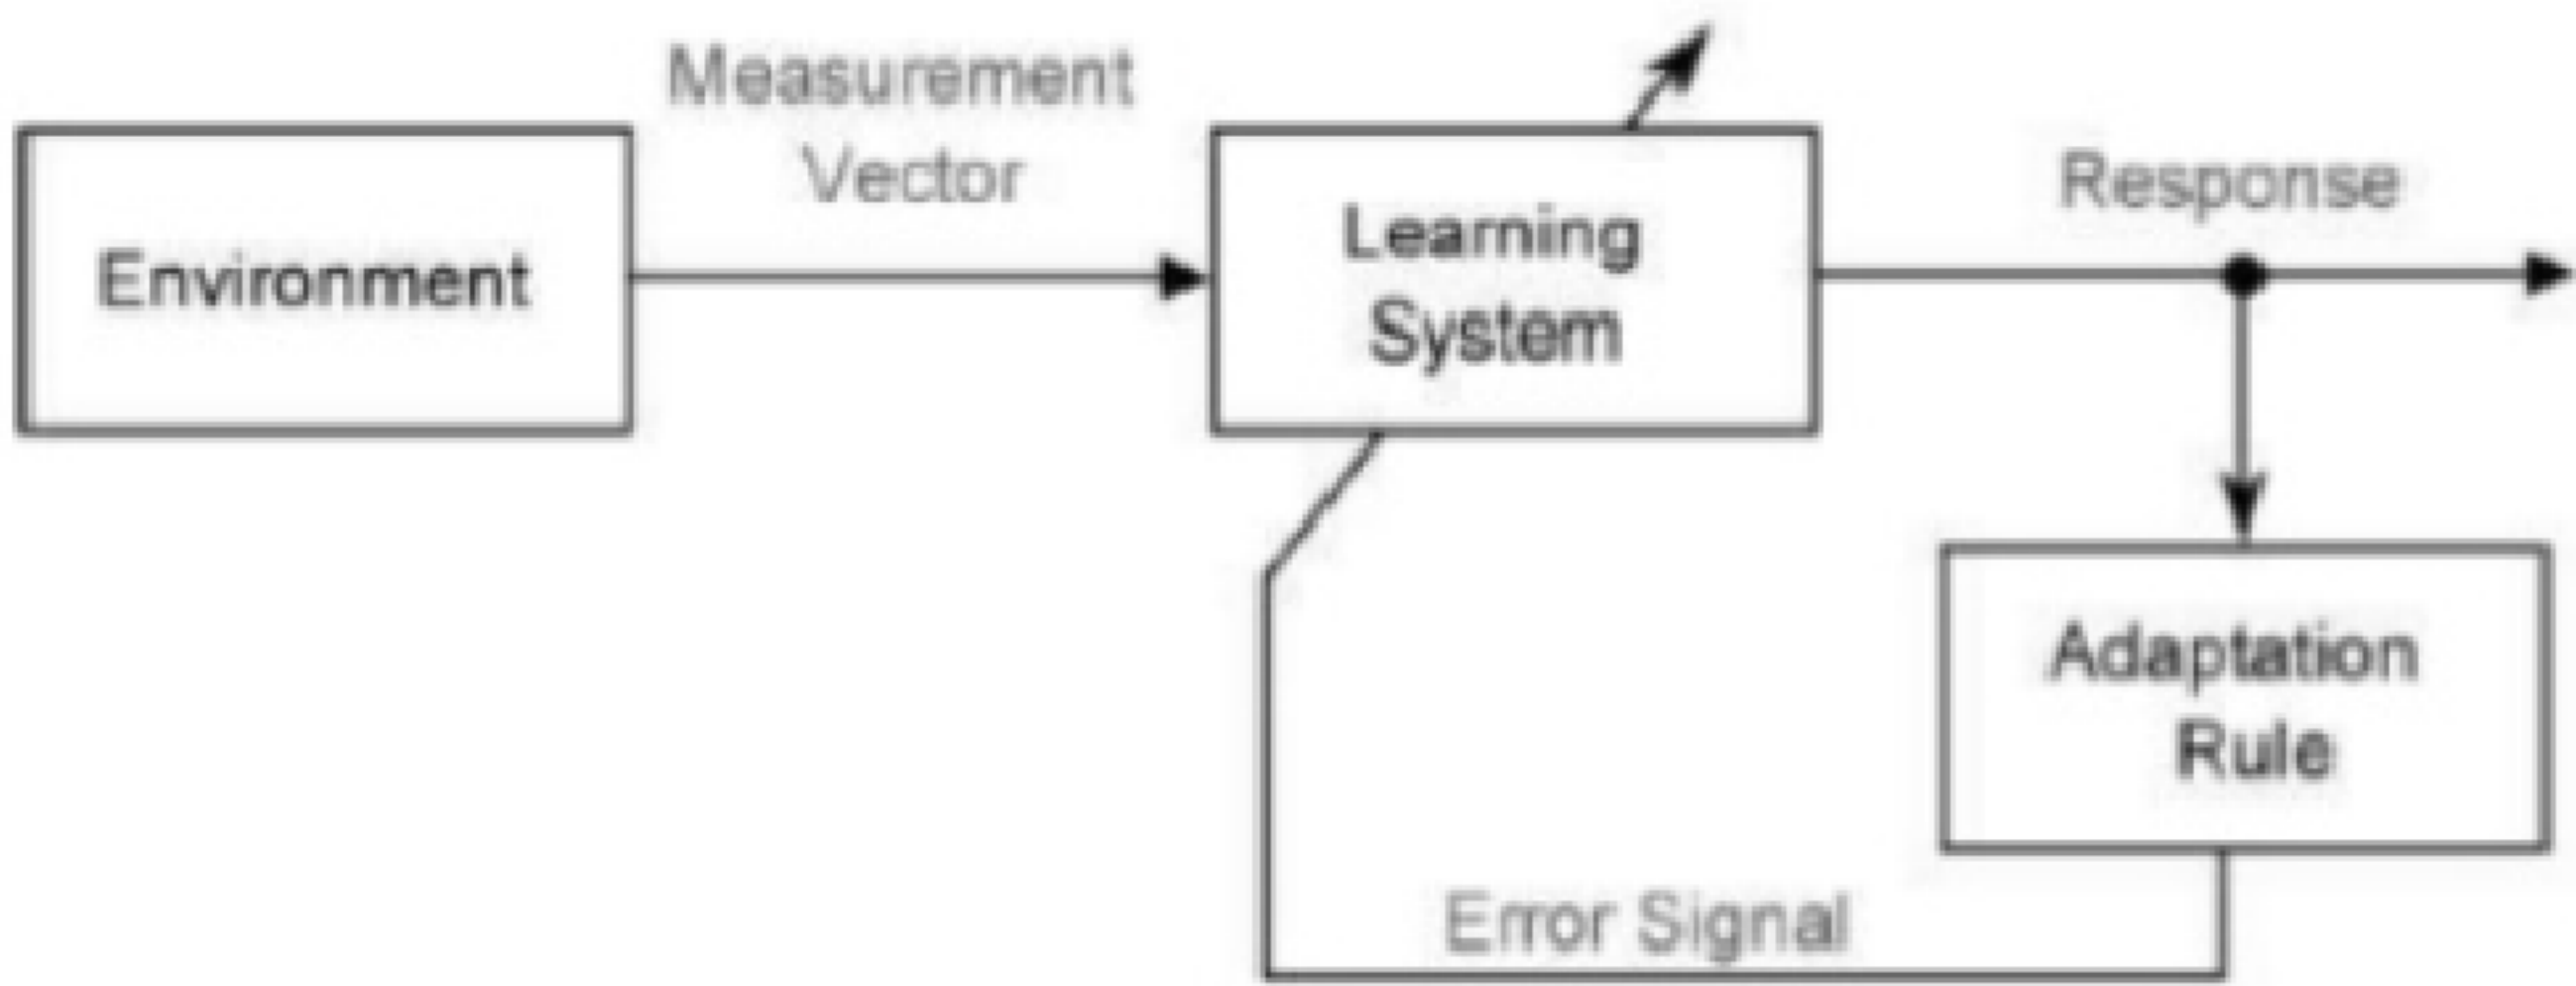 Measurement
Vector
Environment
Learning
System
Response
Adaptation
Rule
Error Signal